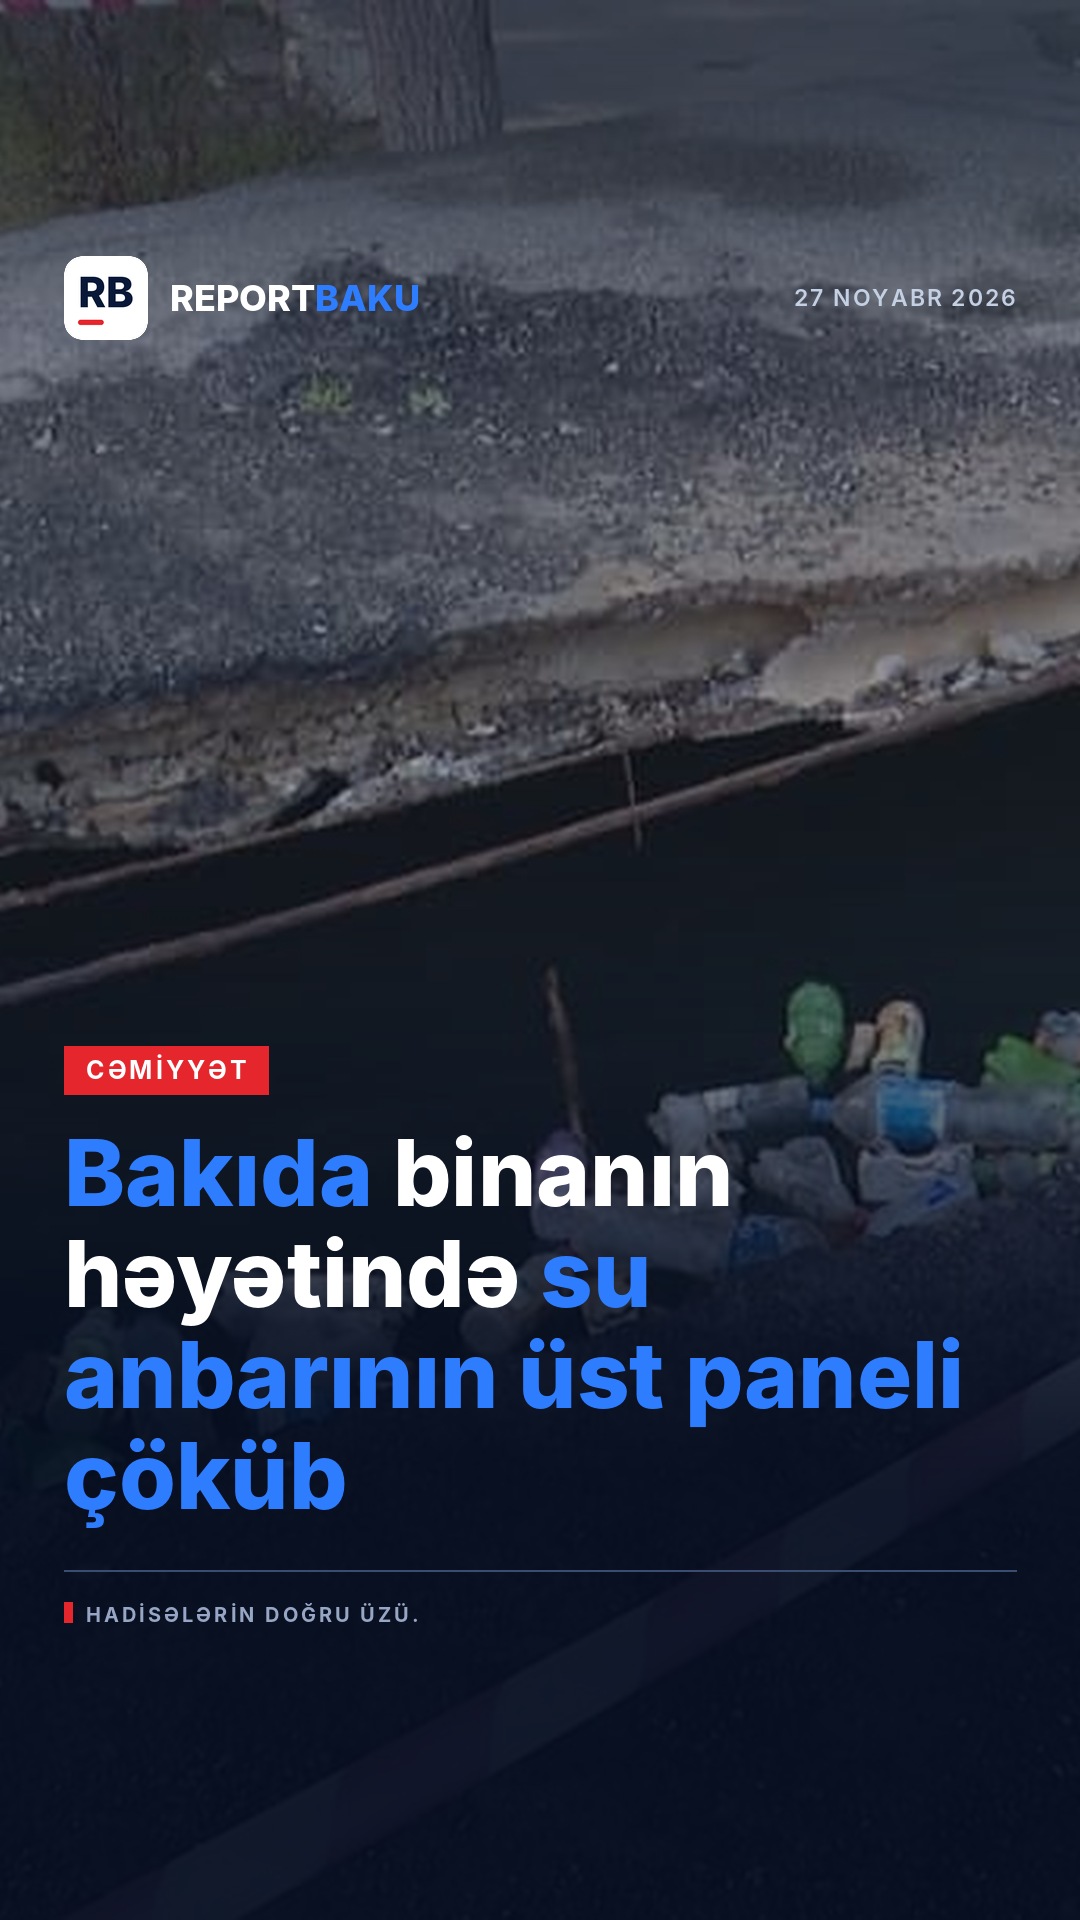 RB
REPORTBAKU
27 NOYABR 2026
CƏMİYYƏT
Bakıda binanın
həyətində su
anbarının üst paneli
çöküb
HADİSƏLƏRİN DOĞRU ÜZÜ.